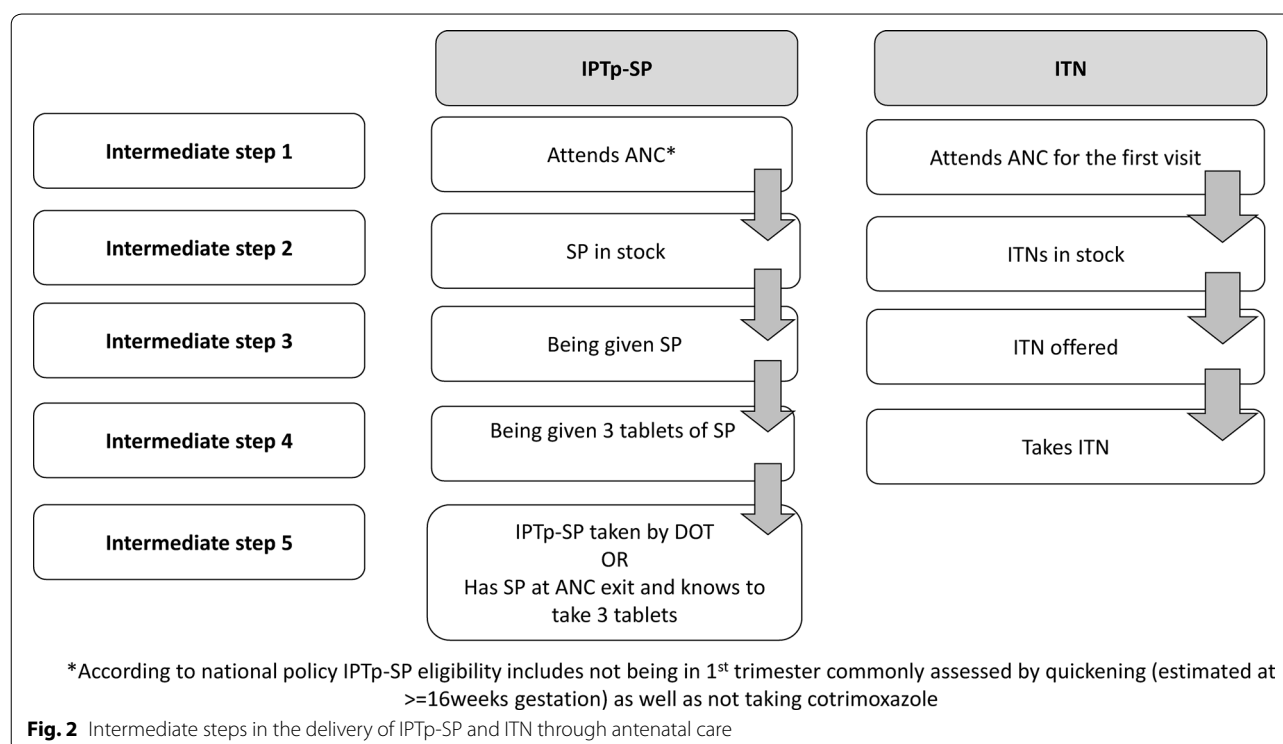 IPTp-SP
ITN
Intermediate step 1
Attends ANC*
Attends ANC for the first visit
Intermediate step 2
SP in stock
ITNs in stock
Intermediate step 3
Being given SP
ITN offered
Intermediate step 4
Being given 3 tablets of SP
Takes ITN
Intermediate step 5
IPTp-SP taken by DOT
OR
Has SP at ANC exit and knows to
take 3 tablets
*According to national policy IPTp-SP eligibility includes not being in 1st trimester commonly assessed by quickening (estimated at
>=16weeks gestation) as well as not taking cotrimoxazole
Fig. 2 Intermediate steps in the delivery of IPTp-SP and ITN through antenatal care